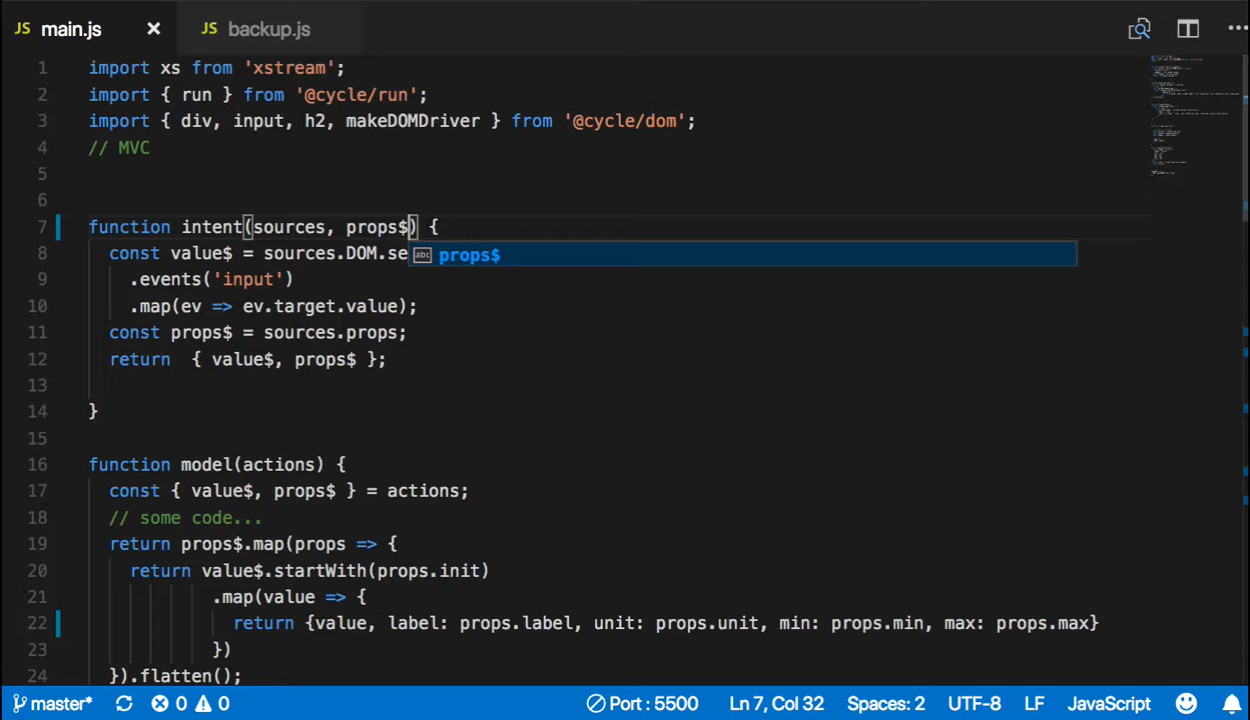 JS main.js × JS backup.js
1 import xs from 'xstream';
2 import { run } from '@cycle/run';
3 import { div, input, h2, makeDOMDriver } from '@cycle/dom';
4 // MVC
5
6
7 function intent(sources, props$) {
8 const value$ = sources.DOM.se abc props$
9 .events('input')
10 .map(ev => ev.target.value);
11 const props$ = sources.props;
12 return { value$, props$ };
13
14 }
15
16 function model(actions) {
17 const { value$, props$ } = actions;
18 // some code...
19 return props$.map(props => {
20 return value$.startWith(props.init)
21 .map(value => {
22 return {value, label: props.label, unit: props.unit, min: props.min, max: props.max}
23 })
24 }).flatten();
master* 0 0 Port : 5500 Ln 7, Col 32 Spaces: 2 UTF-8 LF JavaScript